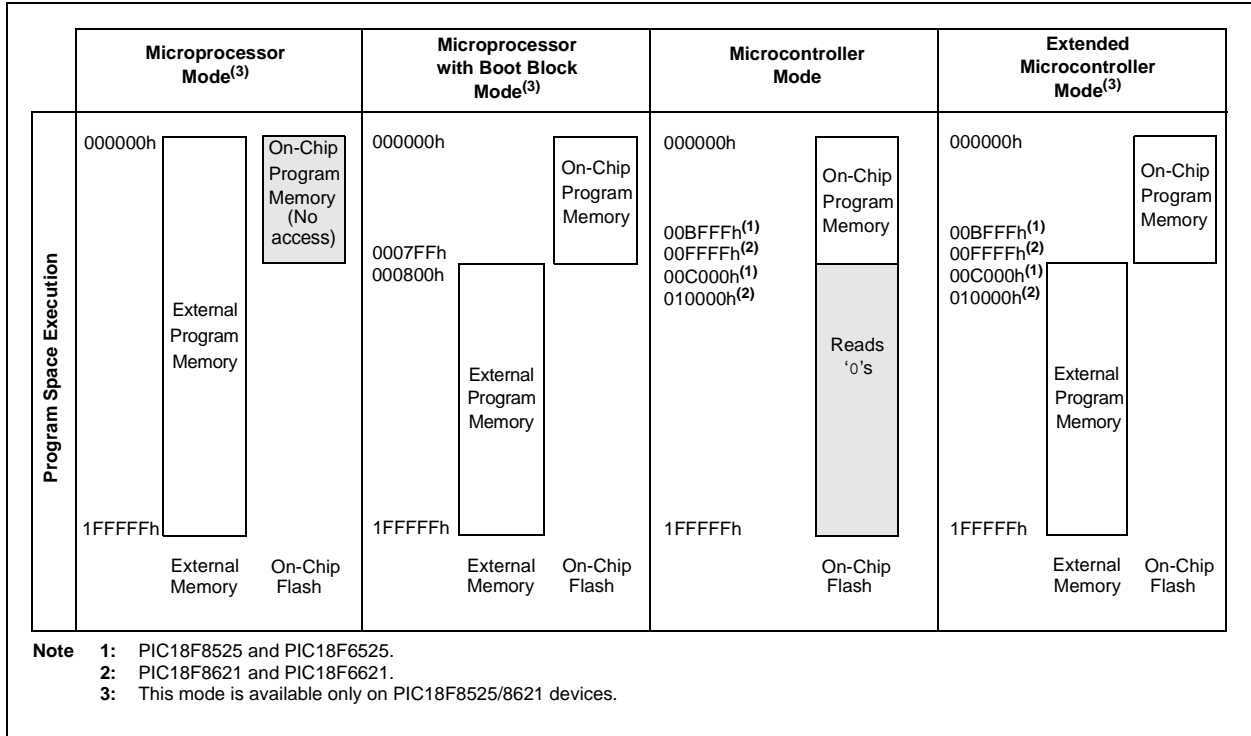 Microprocessor
Mode(3)
Microprocessor
with Boot Block
Mode(3)
Microcontroller
Mode
Extended
Microcontroller
Mode(3)
Program Space Execution
000000h
External
Program
Memory
1FFFFFh
On-Chip
Program
Memory
(No
access)
External
Memory
On-Chip
Flash
000000h
0007FFh
000800h
1FFFFFh
On-Chip
Program
Memory
External
Program
Memory
External
Memory
On-Chip
Flash
000000h
00BFFFh(1)
00FFFFh(2)
00C000h(1)
010000h(2)
1FFFFFh
On-Chip
Program
Memory
Reads
‘0’s
On-Chip
Flash
000000h
00BFFFh(1)
00FFFFh(2)
00C000h(1)
010000h(2)
1FFFFFh
On-Chip
Program
Memory
External
Program
Memory
External
Memory
On-Chip
Flash
Note 1: PIC18F8525 and PIC18F6525.
2: PIC18F8621 and PIC18F6621.
3: This mode is available only on PIC18F8525/8621 devices.